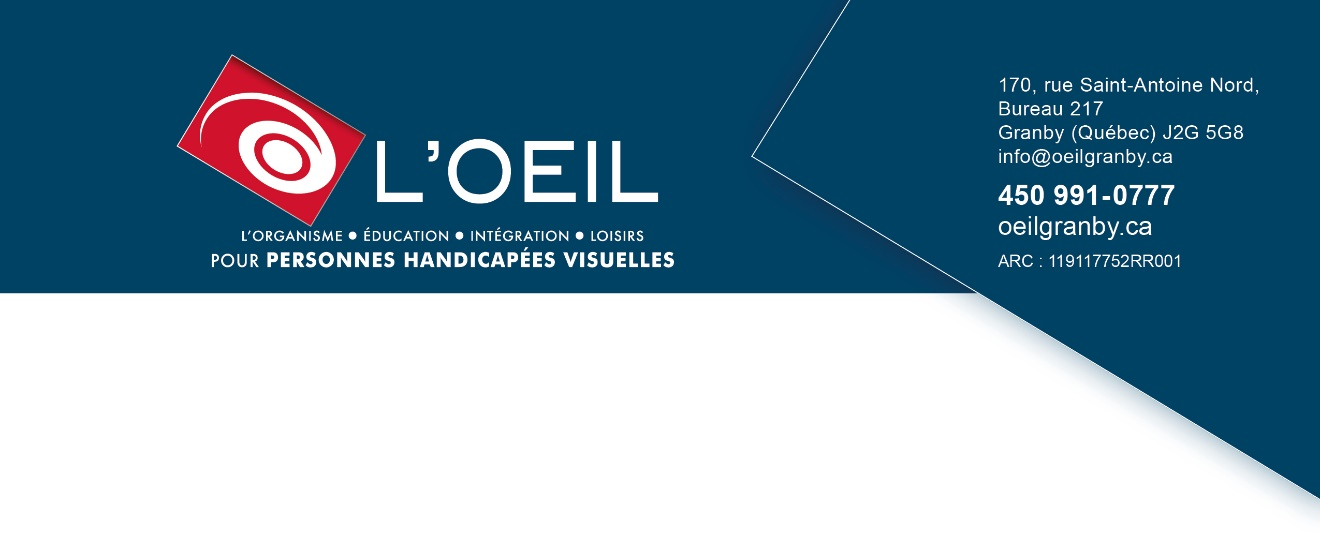 L’OEIL
L’ORGANISME • ÉDUCATION • INTÉGRATION • LOISIRS
POUR PERSONNES HANDICAPÉES VISUELLES
170, rue Saint-Antoine Nord,
Bureau 217
Granby (Québec) J2G 5G8
info@oeilgranby.ca
450 991-0777
oeilgranby.ca
ARC : 119117752RR001